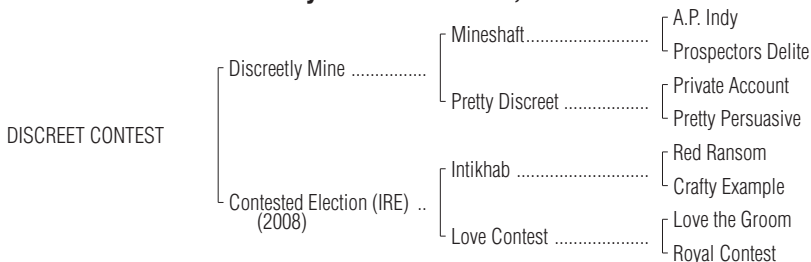 A.P. Indy
Mineshaft..............................
Prospectors Delite
Discreetly Mine ..................
Private Account
Pretty Discreet .....................
Pretty Persuasive
DISCREET CONTEST
Red Ransom
Intikhab ................................
Crafty Example
Contested Election (IRE) ..
(2008)
Love the Groom
Love Contest .......................
Royal Contest